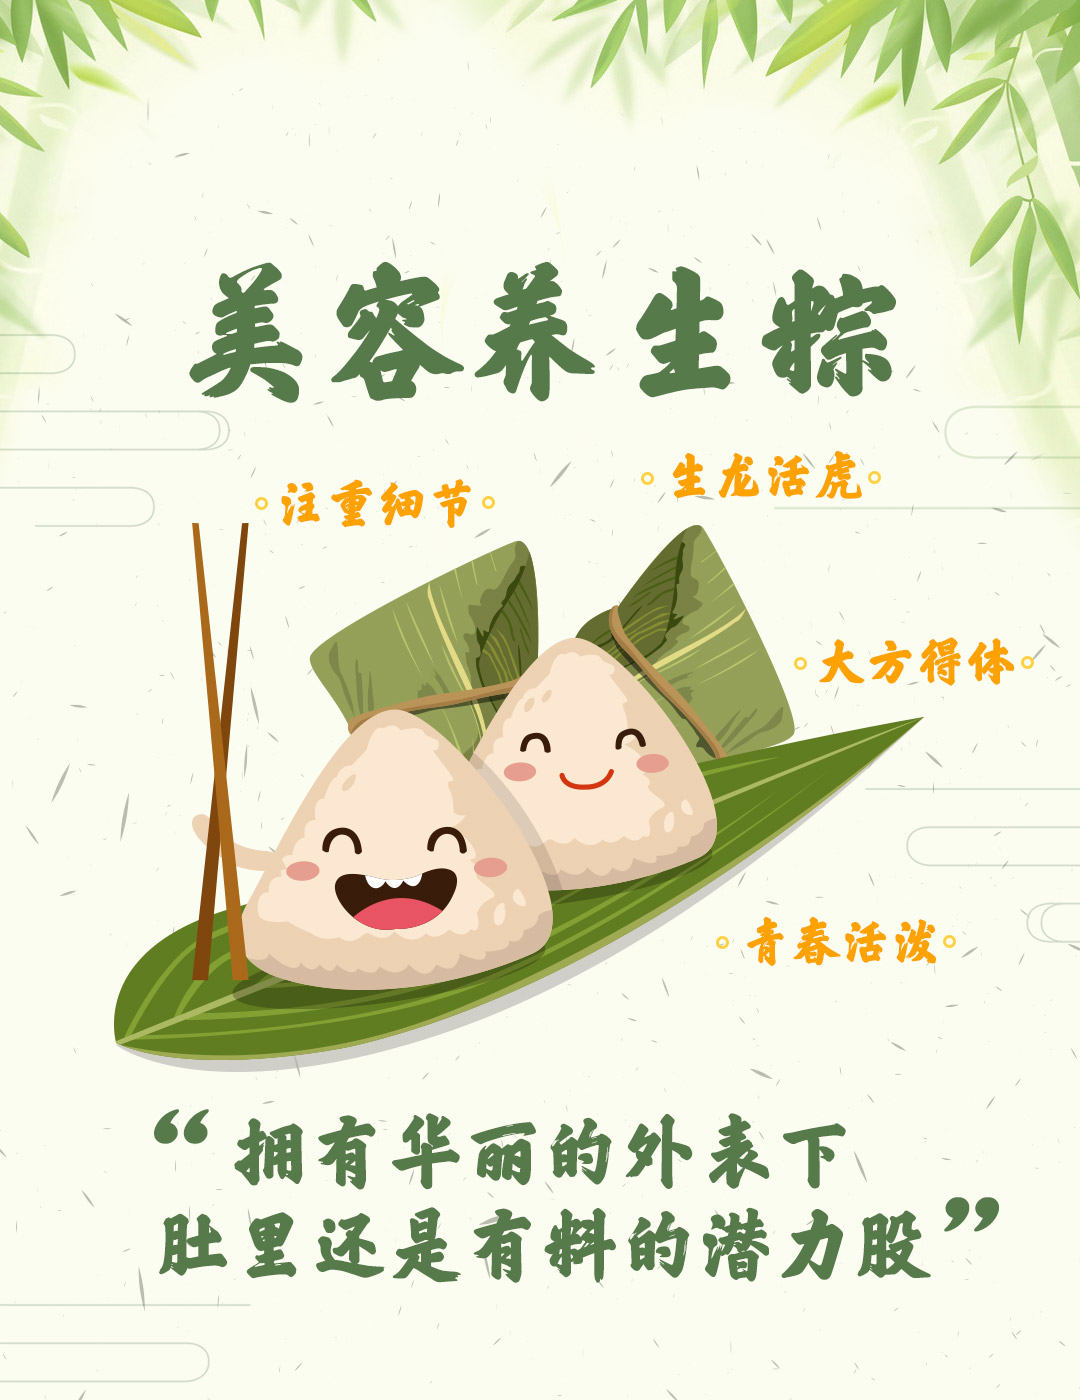 美容养生粽
注重细节
生龙活虎
大方得体
青春活泼
“拥有华丽的外表下
肚里还是有料的潜力股”